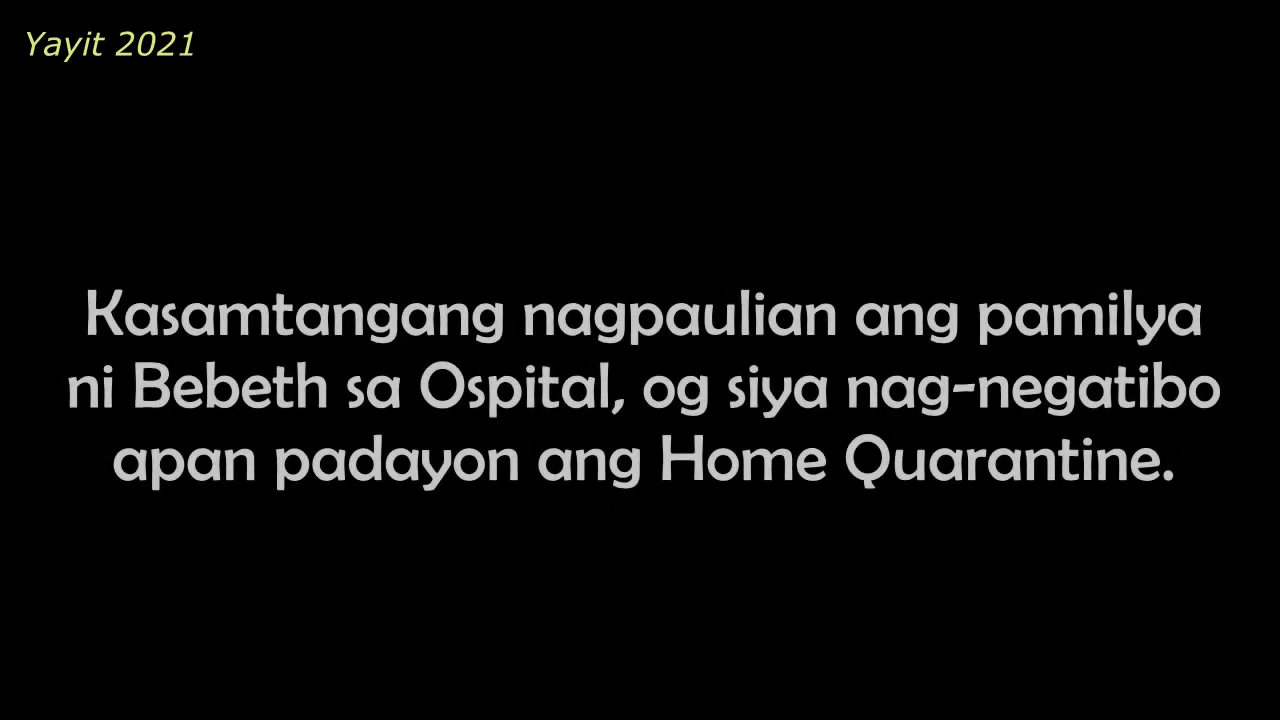 Yayit 2021
Kasamtangang nagpaulian ang pamilya
ni Bebeth sa Ospital, og siya nag-negatibo
apan padayon ang Home Quarantine.